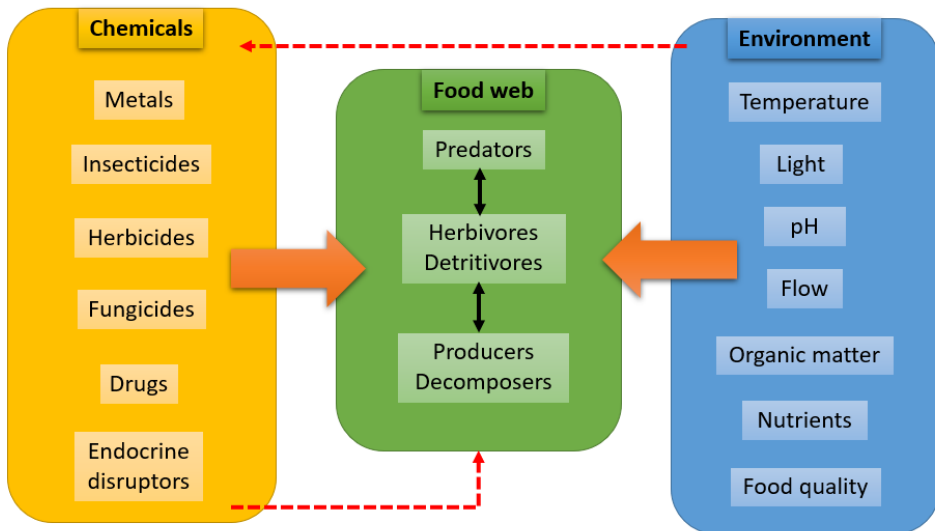 Chemicals
Metals
Insecticides
Herbicides
Fungicides
Drugs
Endocrine
disruptors
Food web
Predators
Herbivores
Detritivores
Producers
Decomposers
Environment
Temperature
Light
pH
Flow
Organic matter
Nutrients
Food quality